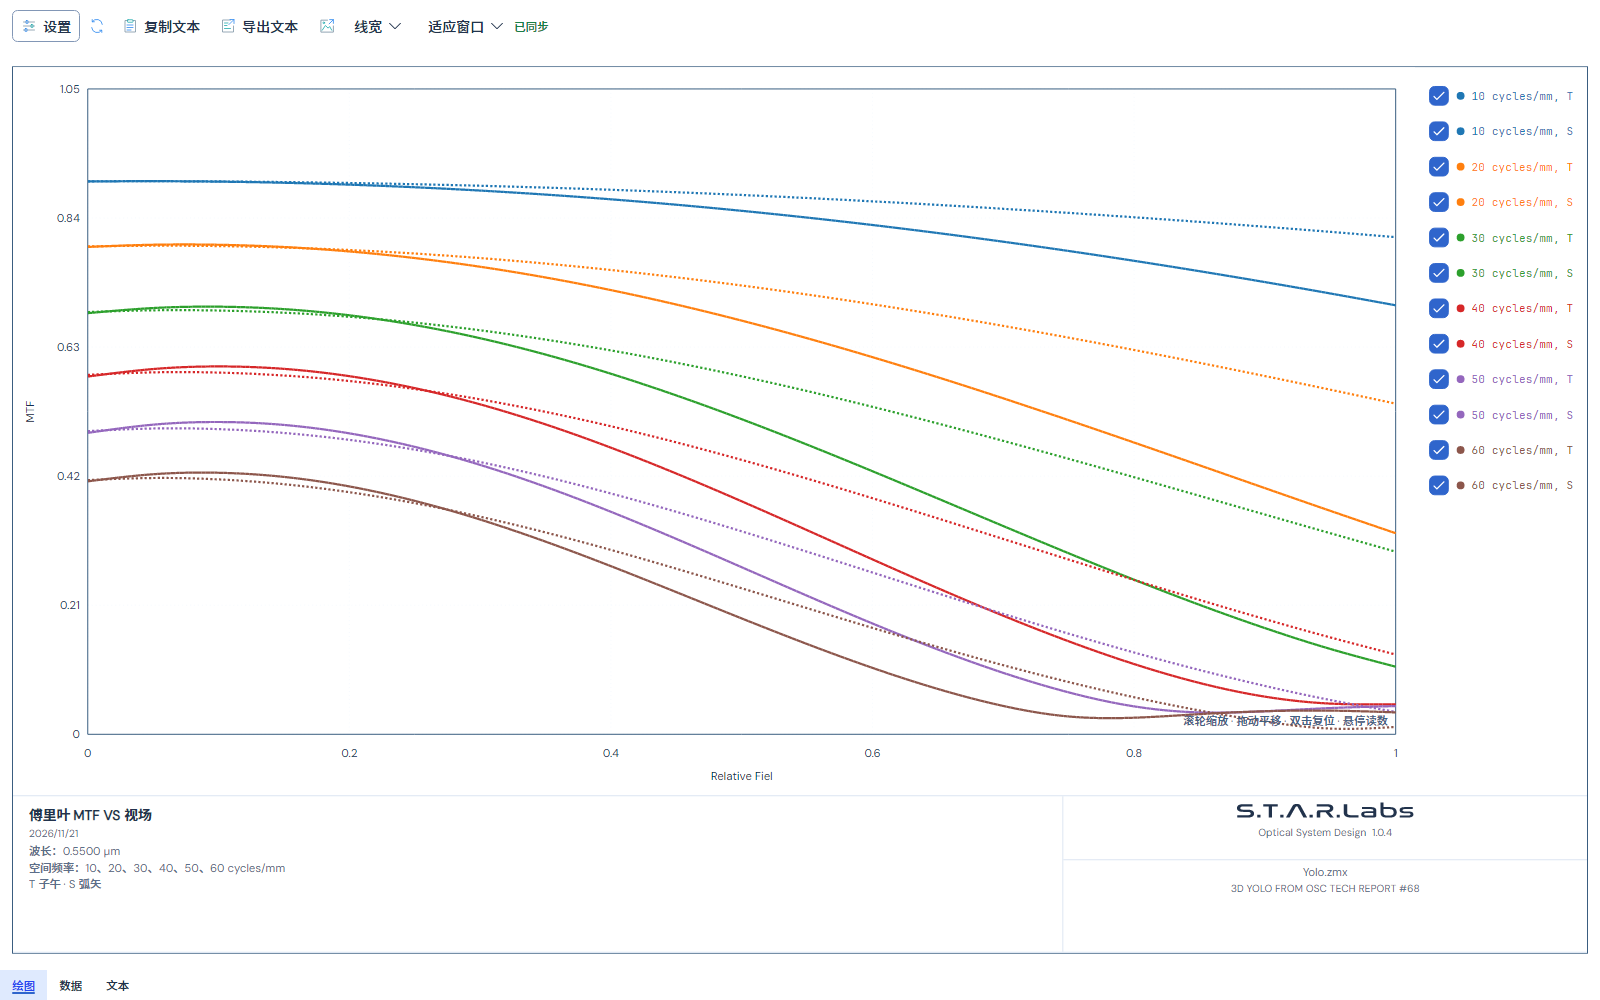 设置 复制文本 导出文本 线宽 适应窗口 已同步
1.05
0.84
0.63
0.42
0.21
0
MTF
0 0.2 0.4 0.6 0.8 1
Relative Fiel
滚轮缩放 · 拖动平移 · 双击复位 · 悬停读数
10 cycles/mm, T
10 cycles/mm, S
20 cycles/mm, T
20 cycles/mm, S
30 cycles/mm, T
30 cycles/mm, S
40 cycles/mm, T
40 cycles/mm, S
50 cycles/mm, T
50 cycles/mm, S
60 cycles/mm, T
60 cycles/mm, S
傅里叶 MTF VS 视场
2026/11/21
波长：0.5500 µm
空间频率：10、20、30、40、50、60 cycles/mm
T 子午 · S 弧矢
S.T.A.R.Labs
Optical System Design 1.0.4
Yolo.zmx
3D YOLO FROM OSC TECH REPORT #68
绘图 数据 文本